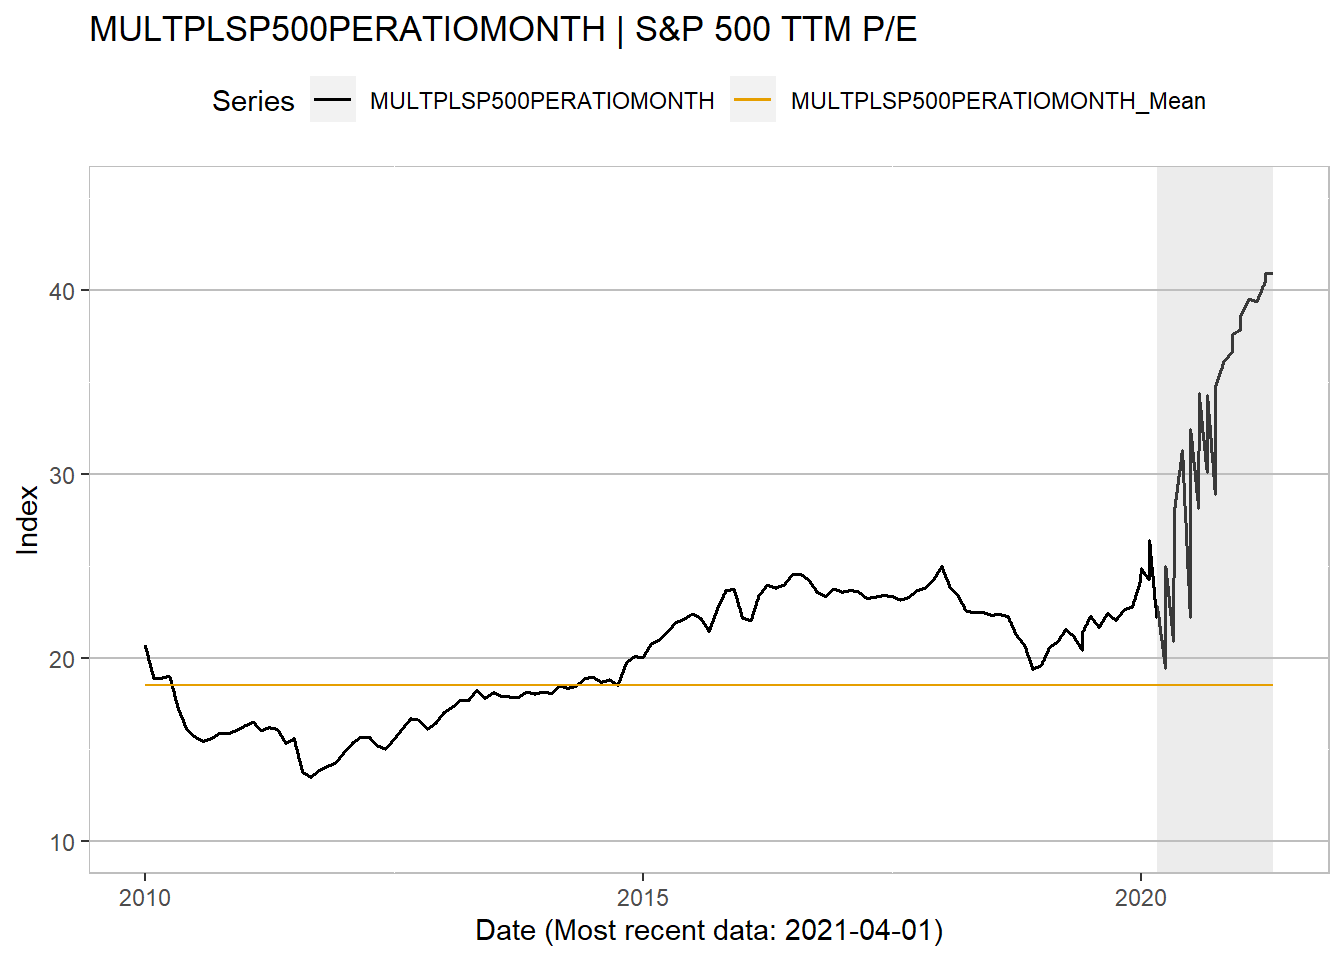 MULTPLSP500PERATIOMONTH | S&P 500 TTM P/E
Series MULTPLSP500PERATIOMONTH MULTPLSP500PERATIOMONTH_Mean
Index
40
30
20
10
2010 2015 2020
Date (Most recent data: 2021-04-01)